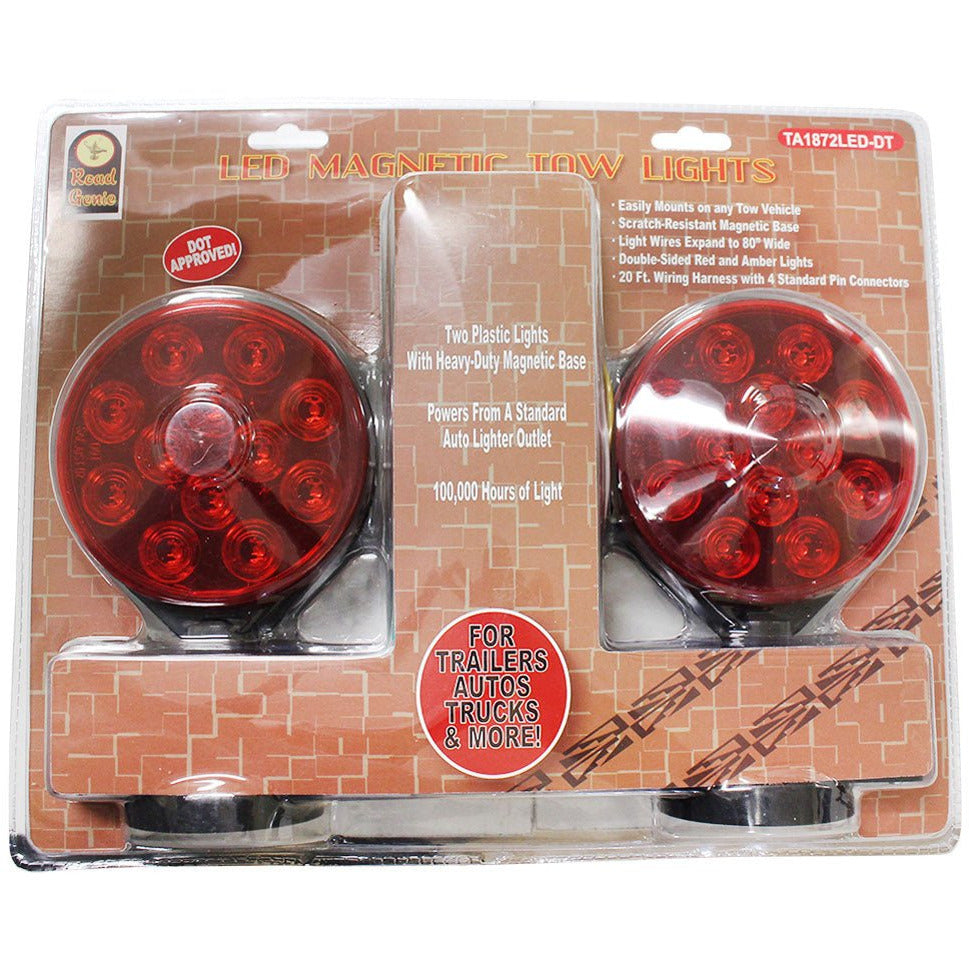 Road
Genie
LED MAGNETIC TOW LIGHTS
TA1872LED-DT
DOT
APPROVED!
· Easily Mounts on any Tow Vehicle
· Scratch-Resistant Magnetic Base
· Light Wires Expand to 80" Wide
· Double-Sided Red and Amber Lights
· 20 Ft. Wiring Harness with 4 Standard Pin Connectors
Two Plastic Lights
With Heavy-Duty Magnetic Base
Powers From A Standard
Auto Lighter Outlet
100,000 Hours of Light
FOR
TRAILERS
AUTOS
TRUCKS
& MORE!